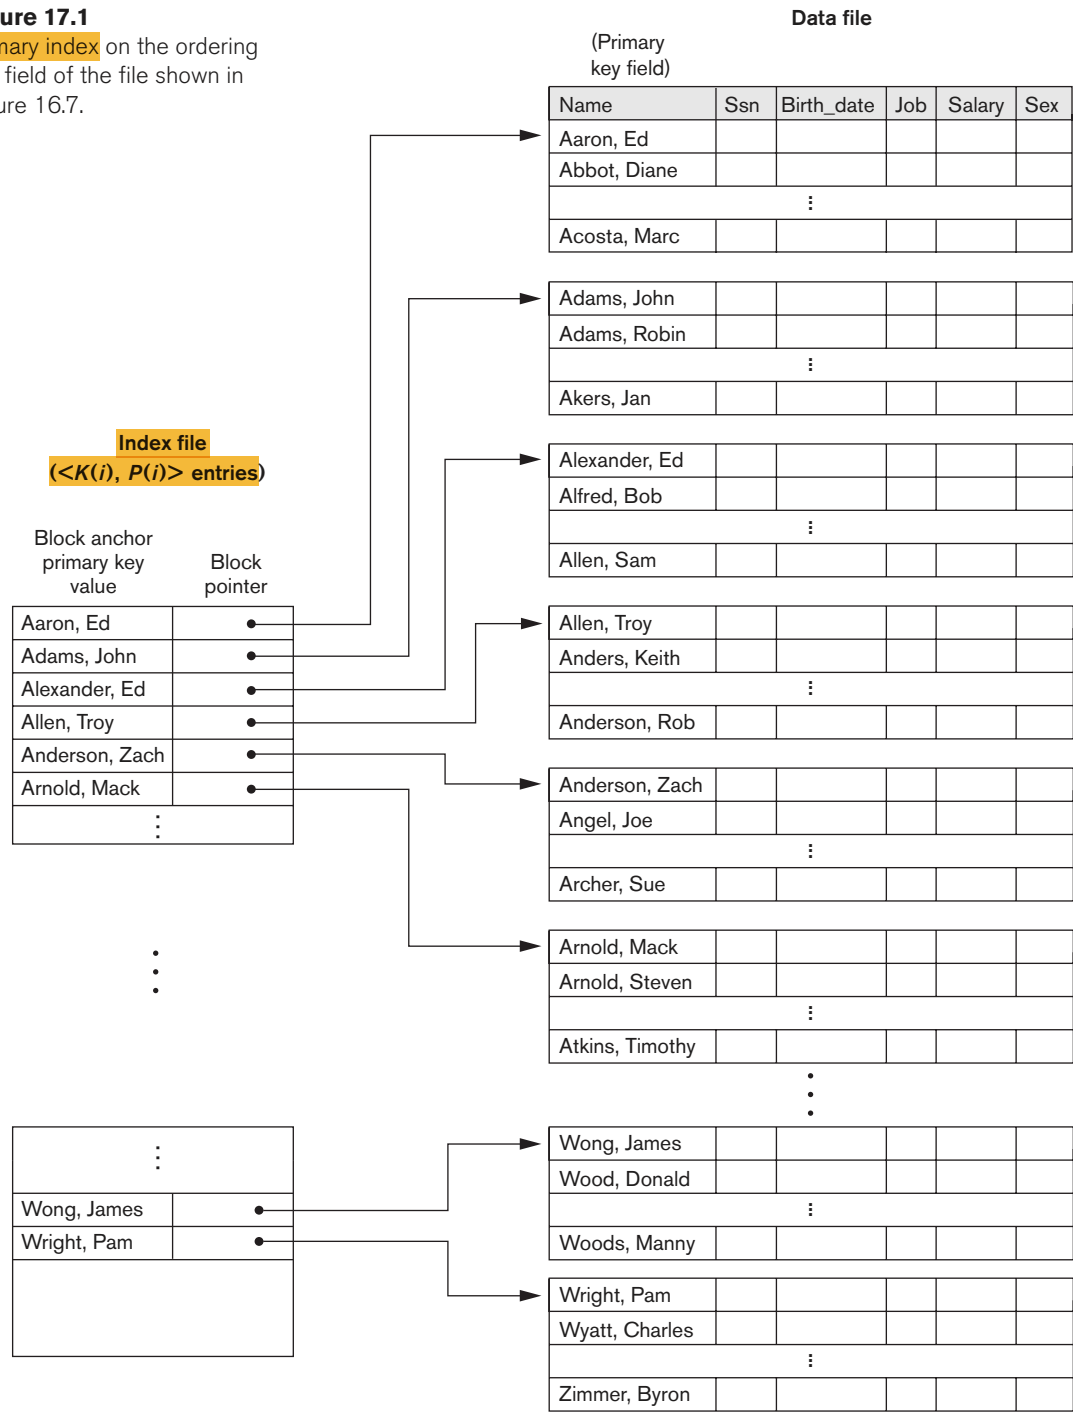 ure 17.1
mary index on the ordering
field of the file shown in
ure 16.7.
Data file
(Primary
key field)
Name Ssn Birth_date Job Salary Sex
Aaron, Ed
Abbot, Diane
Acosta, Marc
Adams, John
Adams, Robin
Akers, Jan
Alexander, Ed
Alfred, Bob
Allen, Sam
Allen, Troy
Anders, Keith
Anderson, Rob
Anderson, Zach
Angel, Joe
Archer, Sue
Arnold, Mack
Arnold, Steven
Atkins, Timothy
Wong, James
Wood, Donald
Woods, Manny
Wright, Pam
Wyatt, Charles
Zimmer, Byron
Index file
(<K(i), P(i)> entries)
Block anchor
primary key
value
Block
pointer
Aaron, Ed
Adams, John
Alexander, Ed
Allen, Troy
Anderson, Zach
Arnold, Mack
Wong, James
Wright, Pam